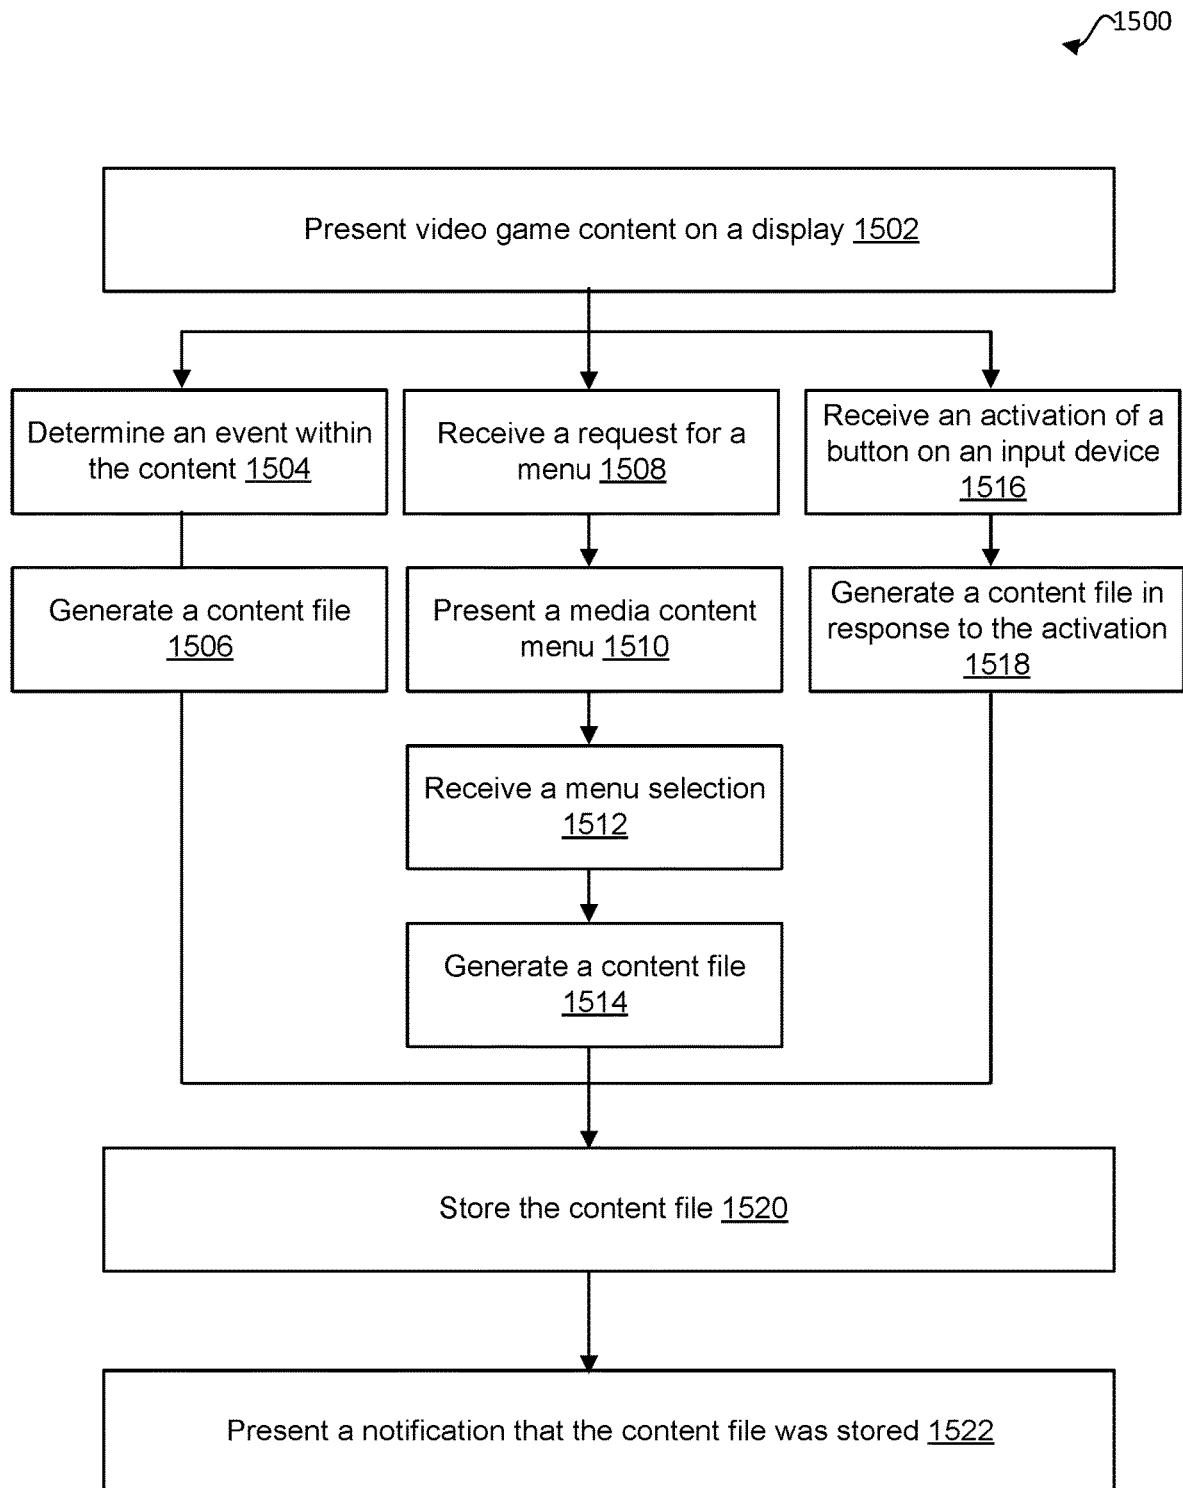 1500
Present video game content on a display 1502
Determine an event within
the content 1504
Receive a request for a
menu 1508
Receive an activation of a
button on an input device
1516
Generate a content file
1506
Present a media content
menu 1510
Generate a content file in
response to the activation
1518
Receive a menu selection
1512
Generate a content file
1514
Store the content file 1520
Present a notification that the content file was stored 1522